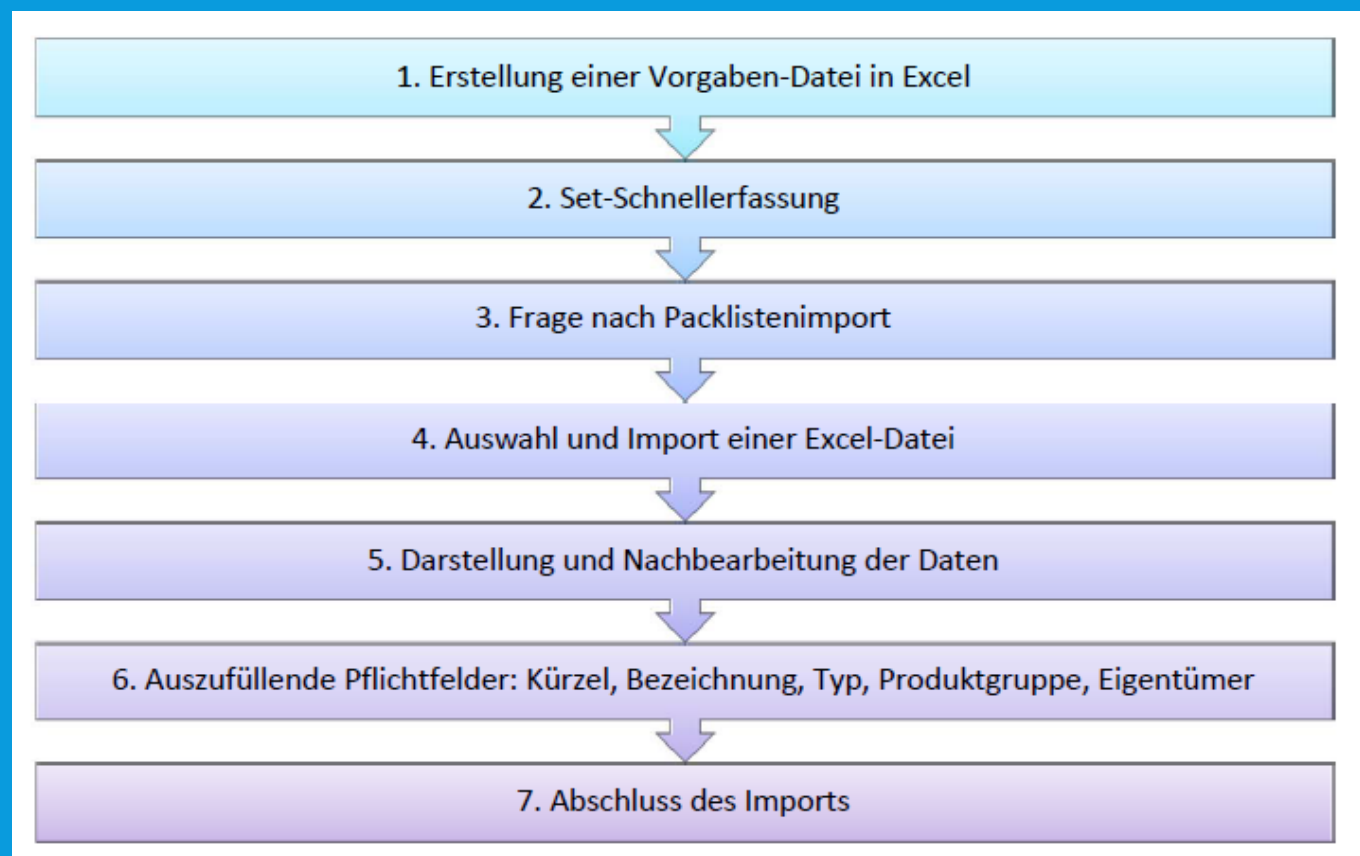 1. Erstellung einer Vorgaben-Datei in Excel
2. Set-Schnellerfassung
3. Frage nach Packlistenimport
4. Auswahl und Import einer Excel-Datei
5. Darstellung und Nachbearbeitung der Daten
6. Auszufüllende Pflichtfelder: Kürzel, Bezeichnung, Typ, Produktgruppe, Eigentümer
7. Abschluss des Imports